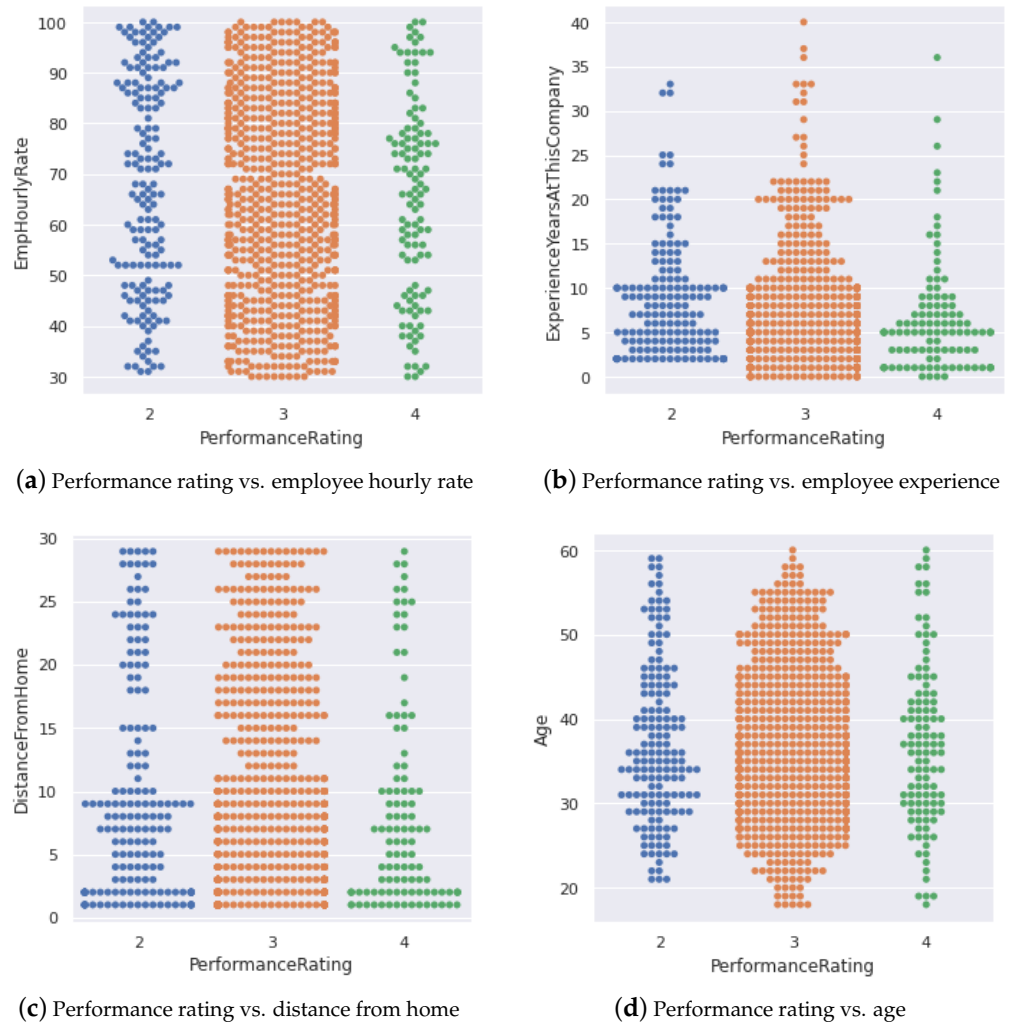 100
90
80
70
60
50
40
30
EmpHourlyRate
2 3 4
PerformanceRating
(a) Performance rating vs. employee hourly rate
40
35
30
25
20
15
10
5
0
ExperienceYearsAtThisCompany
2 3 4
PerformanceRating
(b) Performance rating vs. employee experience
30
25
20
15
10
5
0
DistanceFromHome
2 3 4
PerformanceRating
(c) Performance rating vs. distance from home
60
50
40
30
20
Age
2 3 4
PerformanceRating
(d) Performance rating vs. age